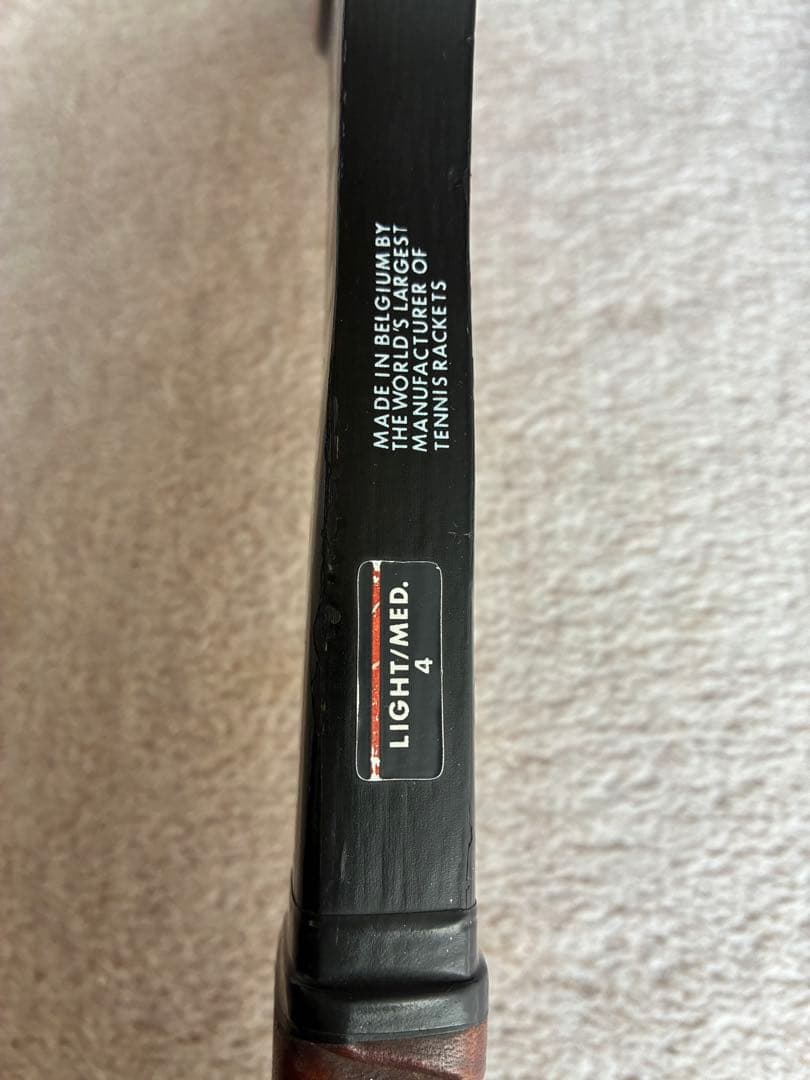 MADE IN BELGIUM BY
THE WORLD'S LARGEST
MANUFACTURER OF
TENNIS RACKETS
LIGHT/MED.
4